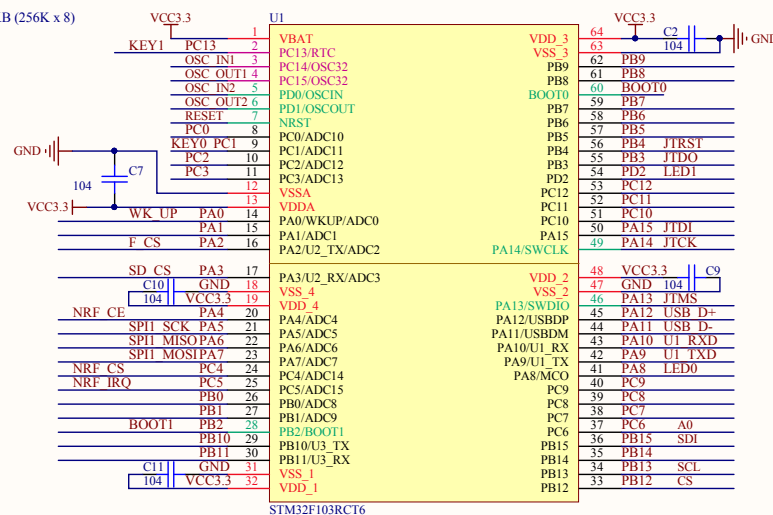 KB (256K x 8)
VCC3.3 U1 VCC3.3
1 VBAT VDD_3 64 C2 104 GND
KEY1 PC13 2 PC13/RTC VSS_3 63
OSC_IN1 3 PC14/OSC32 PB9 62 PB9
OSC_OUT1 4 PC15/OSC32 PB8 61 PB8
OSC_IN2 5 PD0/OSCIN BOOT0 60 BOOT0
OSC_OUT2 6 PD1/OSCOUT PB7 59 PB7
RESET 7 NRST PB6 58 PB6
PC0 8 PC0/ADC10 PB5 57 PB5
KEY0 PC1 9 PC1/ADC11 PB4 56 PB4 JTRST
PC2 10 PC2/ADC12 PB3 55 PB3 JTDO
PC3 11 PC3/ADC13 PD2 54 PD2 LED1
GND C7 104 VCC3.3
12 VSSA PC12 53 PC12
13 VDDA PC11 52 PC11
WK_UP PA0 14 PA0/WKUP/ADC0 PC10 51 PC10
PA1 15 PA1/ADC1 PA15 50 PA15 JTDI
F_CS PA2 16 PA2/U2_TX/ADC2 PA14/SWCLK 49 PA14 JTCK
SD_CS PA3 17 PA3/U2_RX/ADC3 VDD_2 48 VCC3.3 C9
C10 GND 18 VSS_4 VSS_2 47 GND 104
104 VCC3.3 19 VDD_4 PA13/SWDIO 46 PA13 JTMS
NRF_CE PA4 20 PA4/ADC4 PA12/USBDP 45 PA12 USB_D+
SPI1_SCK PA5 21 PA5/ADC5 PA11/USBDM 44 PA11 USB_D-
SPI1_MISO PA6 22 PA6/ADC6 PA10/U1_RX 43 PA10 U1_RXD
SPI1_MOSI PA7 23 PA7/ADC7 PA9/U1_TX 42 PA9 U1_TXD
NRF_CS PC4 24 PC4/ADC14 PA8/MCO 41 PA8 LED0
NRF_IRQ PC5 25 PC5/ADC15 PC9 40 PC9
PB0 26 PB0/ADC8 PC8 39 PC8
PB1 27 PB1/ADC9 PC7 38 PC7
BOOT1 PB2 28 PB2/BOOT1 PC6 37 PC6 A0
PB10 29 PB10/U3_TX PB15 36 PB15 SDI
PB11 30 PB11/U3_RX PB14 35 PB14
C11 GND 31 VSS_1 PB13 34 PB13 SCL
104 VCC3.3 32 VDD_1 PB12 33 PB12 CS
STM32F103RCT6